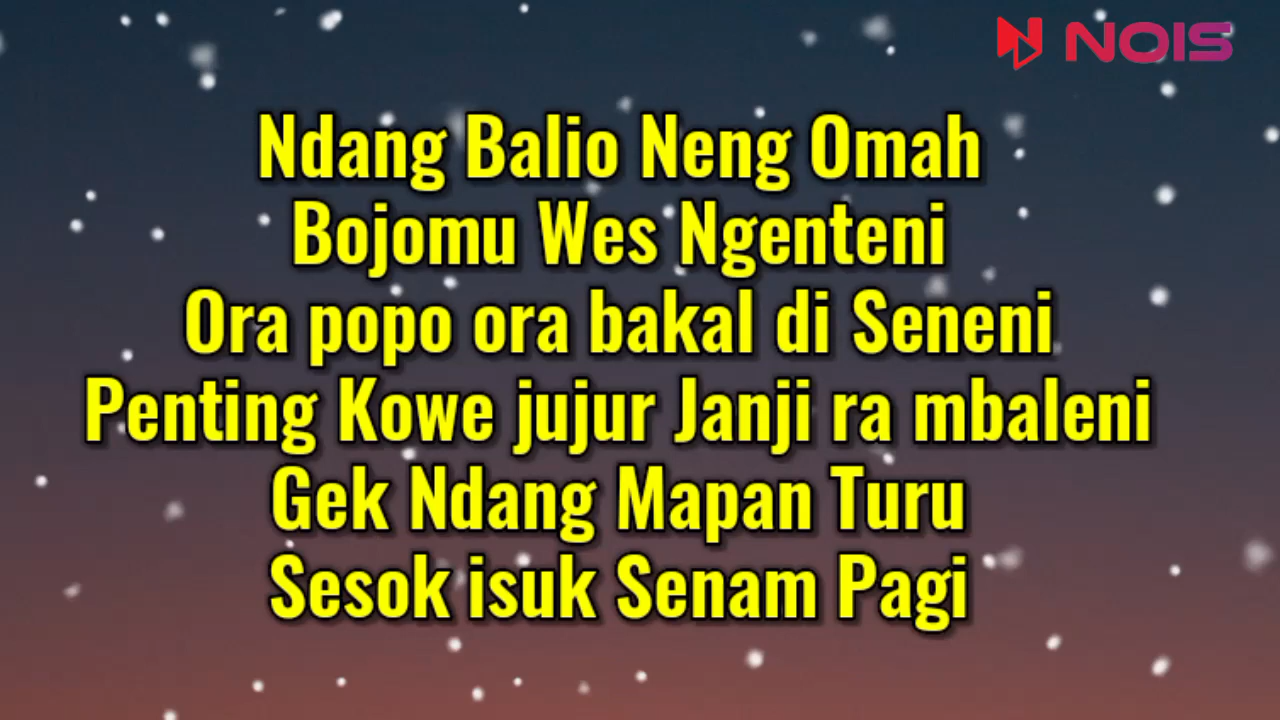 NOIS
Ndang Balio Neng Omah
Bojomu Wes Ngenteni
Ora popo ora bakal di Seneni
Penting Kowe jujur Janji ra mbaleni
Gek Ndang Mapan Turu
Sesok isuk Senam Pagi